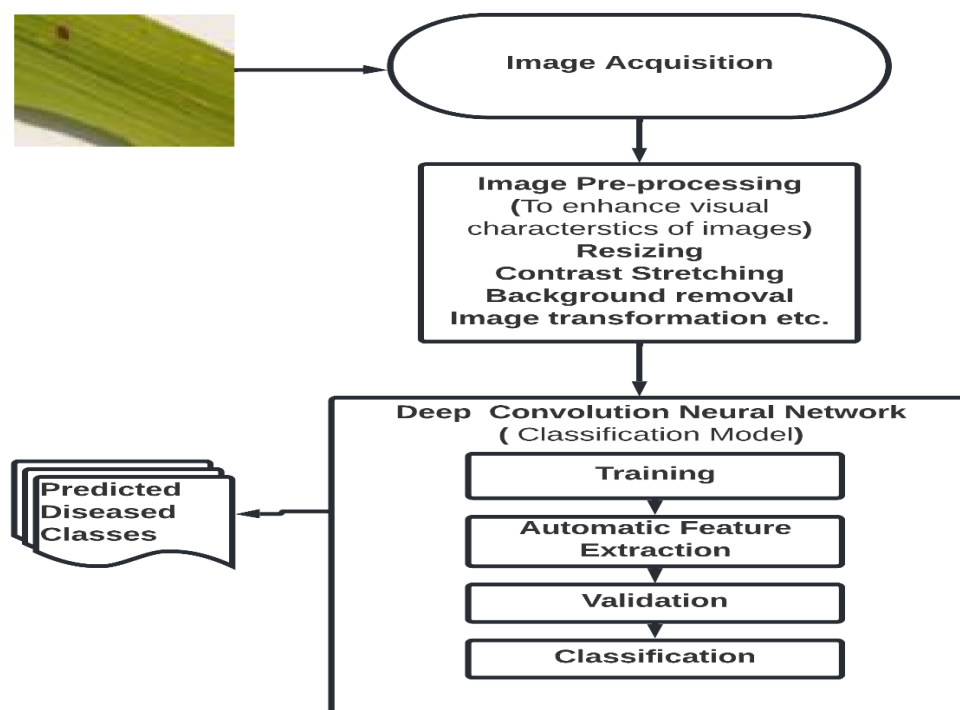 Image Acquisition
Image Pre-processing
(To enhance visual
characterstics of images)
Resizing
Contrast Stretching
Background removal
Image transformation etc.
Deep Convolution Neural Network
( Classification Model)
Training
Automatic Feature
Extraction
Validation
Classification
Predicted
Diseased
Classes